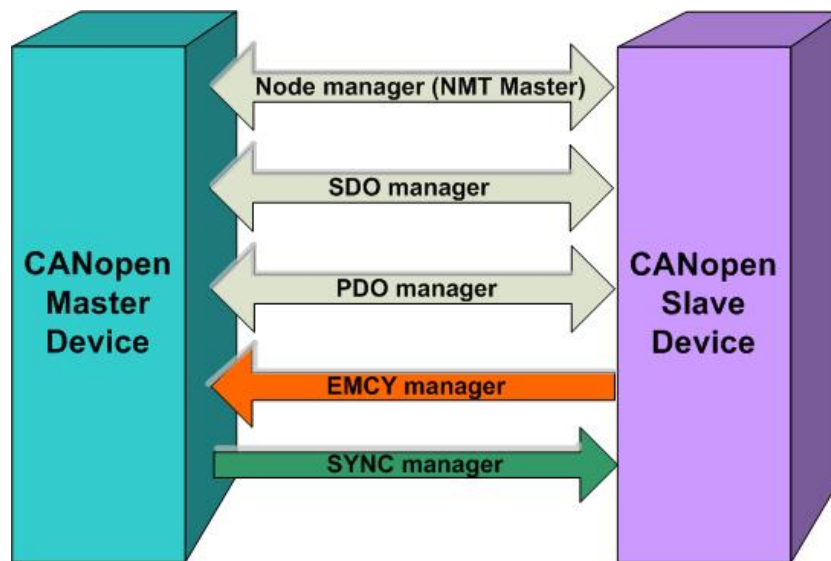 Node manager (NMT Master)
SDO manager
CANopen
Master
Device
PDO manager
CANopen
Slave
Device
EMCY manager
SYNC manager